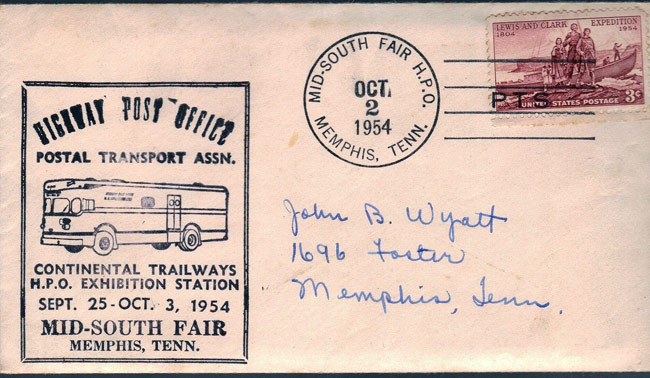 HIGHWAY POST OFFICE
POSTAL TRANSPORT ASSN.
CONTINENTAL TRAILWAYS
H.P.O. EXHIBITION STATION
SEPT. 25-OCT. 3, 1954
MID-SOUTH FAIR
MEMPHIS, TENN.
MID-SOUTH FAIR H.P.O.
OCT.
2
1954
MEMPHIS, TENN.
LEWIS AND CLARK EXPEDITION
1804 1954
PTS
UNITED STATES POSTAGE 3¢
John B. Wyatt
1696 Foster
Memphis, Tenn.